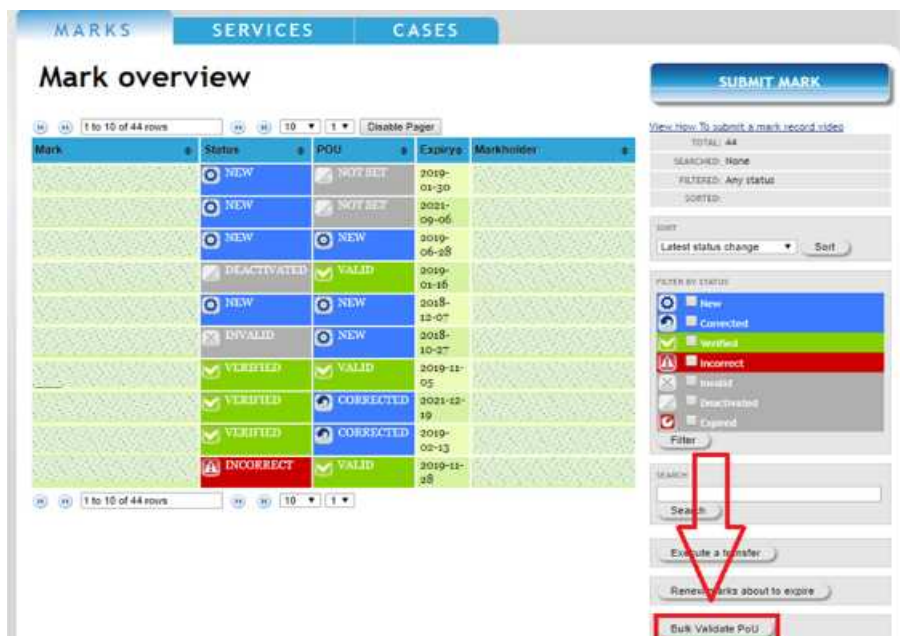 MARKS SERVICES CASES
Mark overview
SUBMIT MARK
1 to 10 of 44 rows 10 1 Disable Pager
View How To submit a mark record video
TOTAL: 44
SEARCHED: None
FILTERED: Any status
SORTED:
SORT
Latest status change Sort
FILTER BY STATUS
New
Corrected
Verified
Incorrect
Invalid
Deactivated
Expired
Filter
SEARCH
Search
Execute a transfer
Renew marks about to expire
Bulk Validate PoU
Mark Status POU Expirys Markholder
NEW NOT SET 2019-
01-30
NEW NOT SET 2021-
09-06
NEW NEW 2019-
06-28
DEACTIVATED VALID 2019-
01-16
NEW NEW 2018-
12-07
INVALID NEW 2018-
10-27
VERIFIED VALID 2019-11-
05
VERIFIED CORRECTED 2021-12-
19
VERIFIED CORRECTED 2019-
02-13
INCORRECT VALID 2019-11-
28
1 to 10 of 44 rows 10 1